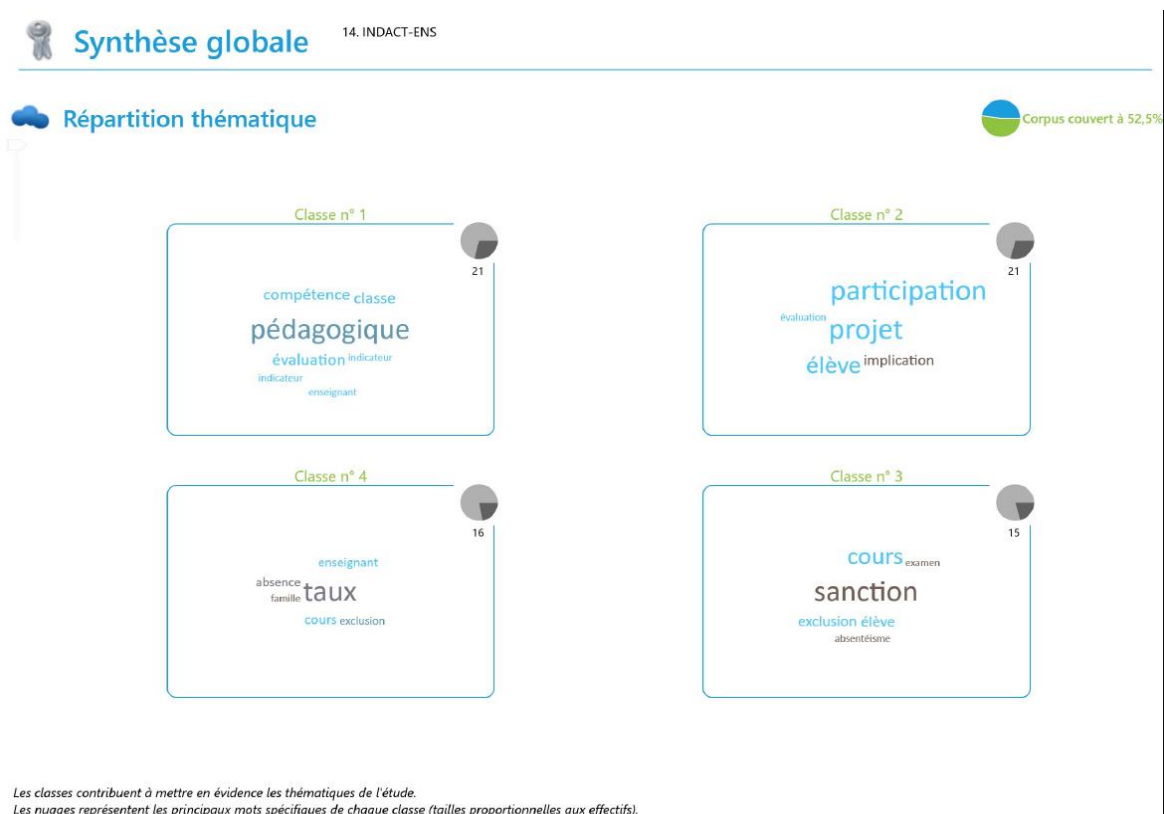 Synthèse globale
14. INDACT-ENS
Répartition thématique
Corpus couvert à 52,5%
Classe n° 1
21
compétence classe
pédagogique
évaluation indicateur
indicateur
enseignant
Classe n° 2
21
participation
évaluation projet
élève implication
Classe n° 4
16
enseignant
absence
famille taux
cours exclusion
Classe n° 3
15
cours examen
sanction
exclusion élève
absentéisme
Les classes contribuent à mettre en évidence les thématiques de l'étude.
Les nuages représentent les principaux mots spécifiques de chaque classe (tailles proportionnelles aux effectifs).